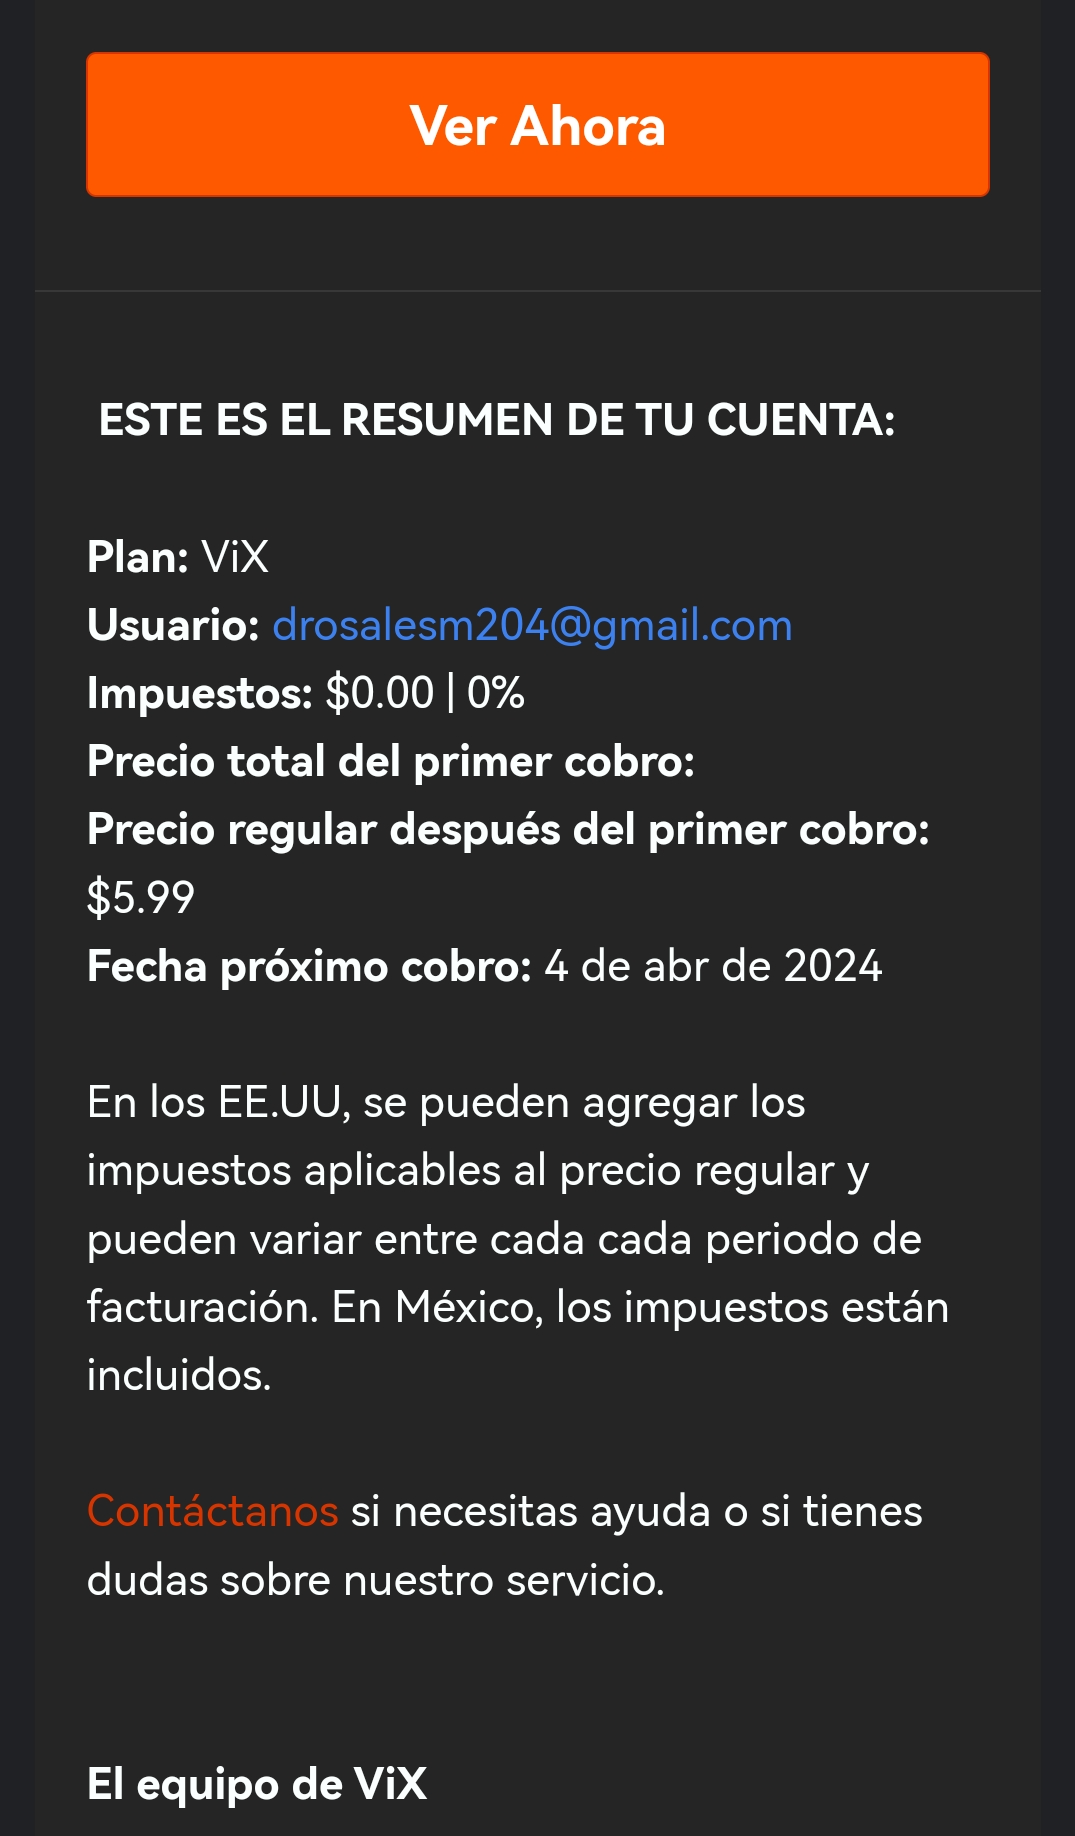 Ver Ahora
ESTE ES EL RESUMEN DE TU CUENTA:
Plan: ViX
Usuario: drosalesm204@gmail.com
Impuestos: $0.00 | 0%
Precio total del primer cobro:
Precio regular después del primer cobro:
$5.99
Fecha próximo cobro: 4 de abr de 2024
En los EE.UU, se pueden agregar los
impuestos aplicables al precio regular y
pueden variar entre cada cada periodo de
facturación. En México, los impuestos están
incluidos.
Contáctanos si necesitas ayuda o si tienes
dudas sobre nuestro servicio.
El equipo de ViX